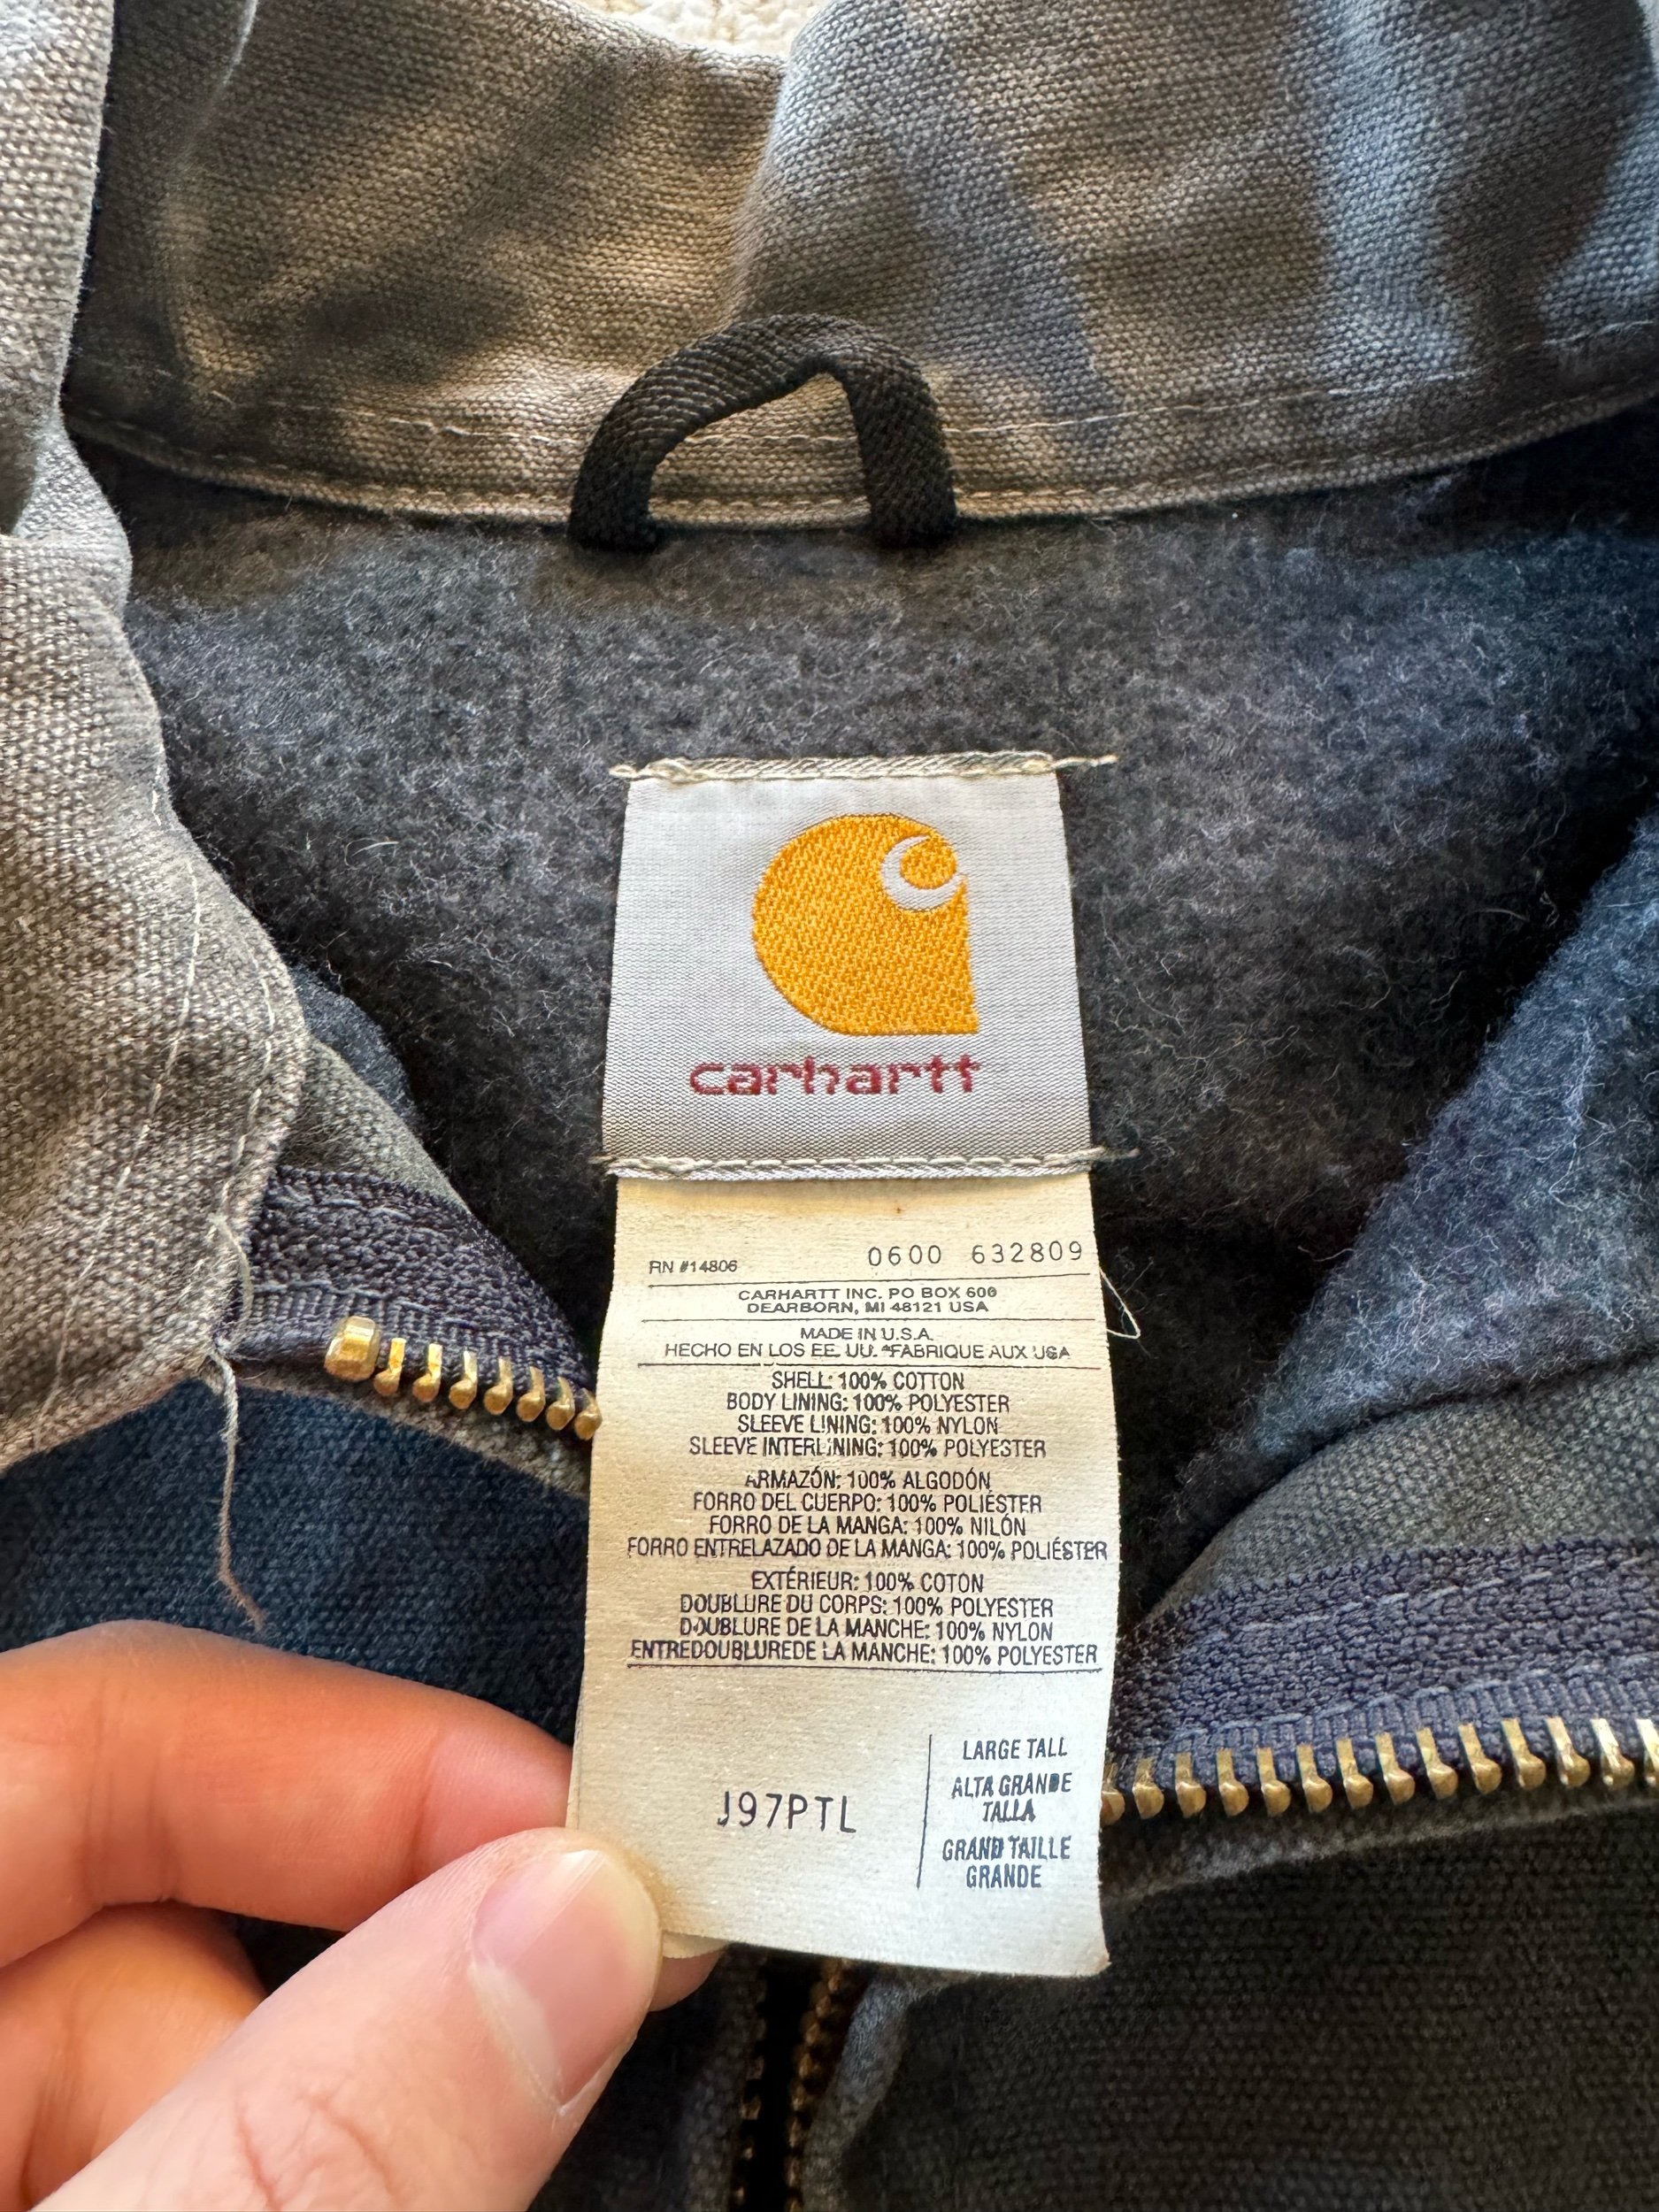 carhartt
RN #14806 0600 632809
CARHARTT INC. PO BOX 600
DEARBORN, MI 48121 USA
MADE IN U.S.A.
HECHO EN LOS EE. UU. *FABRIQUE AUX USA
SHELL: 100% COTTON
BODY LINING: 100% POLYESTER
SLEEVE LINING: 100% NYLON
SLEEVE INTERLINING: 100% POLYESTER
ARMAZÓN: 100% ALGODÓN
FORRO DEL CUERPO: 100% POLIÉSTER
FORRO DE LA MANGA: 100% NILÓN
FORRO ENTRELAZADO DE LA MANGA: 100% POLIÉSTER
EXTÉRIEUR: 100% COTON
DOUBLURE DU CORPS: 100% POLYESTER
DOUBLURE DE LA MANCHE: 100% NYLON
ENTREDOUBLUREDE LA MANCHE: 100% POLYESTER
J97PTL
LARGE TALL
ALTA GRANDE
TALLA
GRAND TAILLE
GRANDE